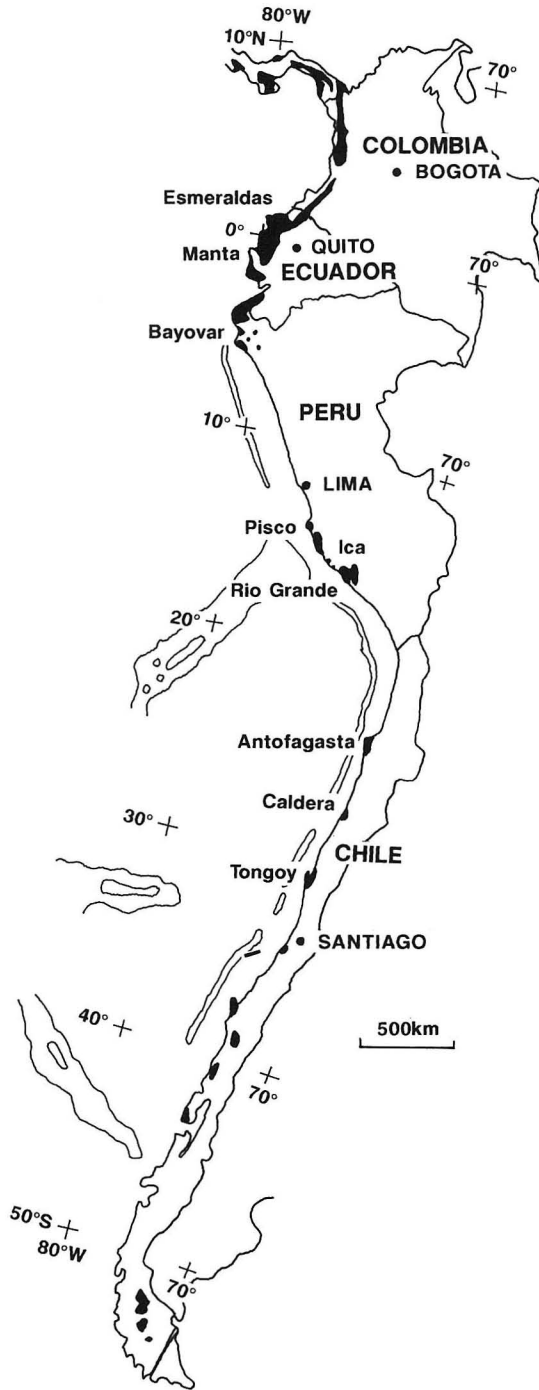 80°W
10°N
70°
COLOMBIA
BOGOTA
Esmeraldas
0°
QUITO
Manta
ECUADOR
70°
Bayovar
10°
PERU
70°
LIMA
Pisco
Ica
Rio Grande
20°
Antofagasta
Caldera
30°
CHILE
Tongoy
SANTIAGO
40°
500km
70°
50°S
80°W
70°